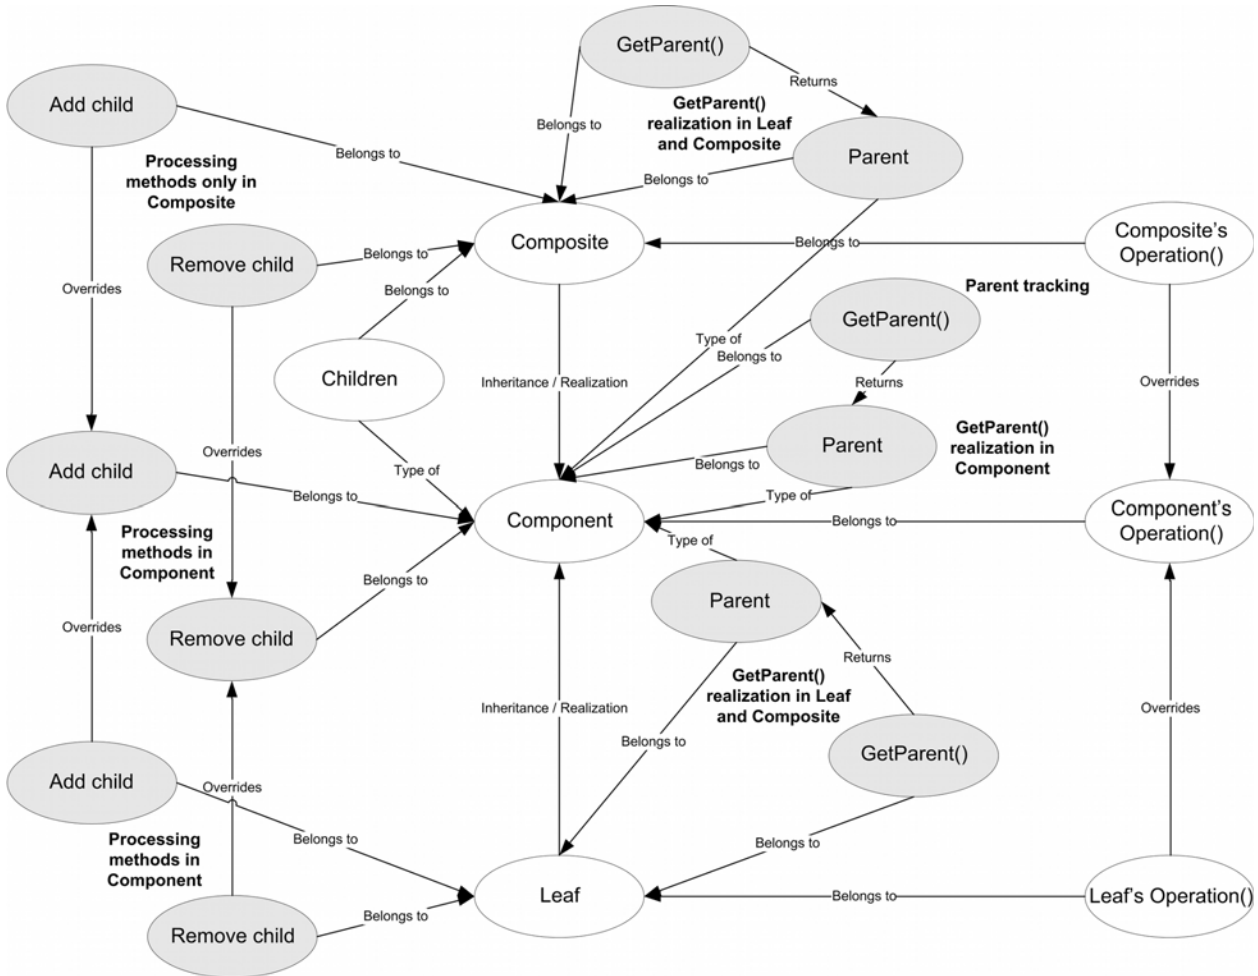 GetParent()
Add child
Returns
GetParent()
realization in Leaf
and Composite
Belongs to
Parent
Belongs to
Processing
methods only in
Composite
Belongs to
Composite
Composite's
Operation()
Belongs to
Remove child
Belongs to
Overrides
Belongs to
Parent tracking
GetParent()
Type of
Belongs to
Children
Inheritance / Realization
Returns
Overrides
GetParent()
realization in
Component
Parent
Overrides
Add child
Type of
Belongs to
Belongs to
Type of
Component
Component's
Operation()
Belongs to
Processing
methods in
Component
Type of
Belongs to
Parent
Overrides
Remove child
Returns
GetParent()
realization in Leaf
and Composite
Inheritance / Realization
Overrides
Belongs to
GetParent()
Add child
Overrides
Processing
methods in
Component
Belongs to
Belongs to
Leaf
Belongs to
Leaf's Operation()
Belongs to
Remove child